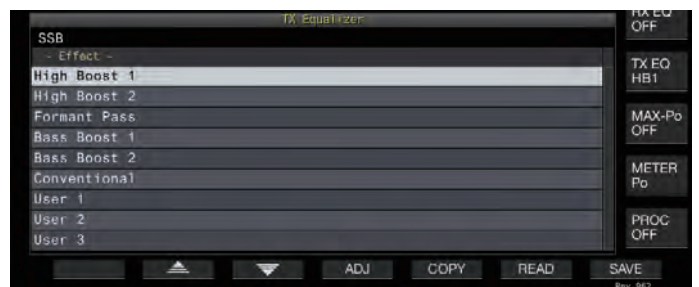 TX Equalizer
RX EQ
OFF
SSB
- Effect -
High Boost 1
TX EQ
HB1
High Boost 2
Formant Pass
MAX-Po
OFF
Bass Boost 1
Bass Boost 2
METER
Po
Conventional
User 1
User 2
PROC
OFF
User 3
ADJ
COPY
READ
SAVE